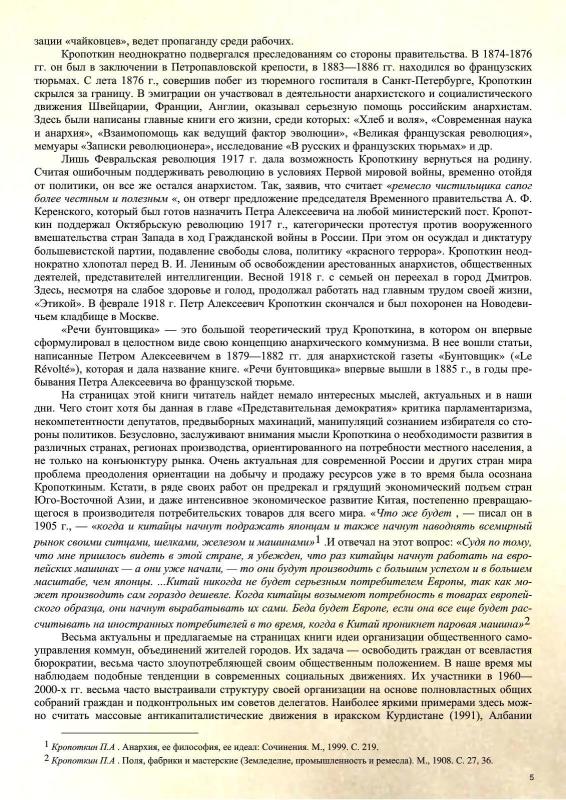 зации «чайковцев», ведет пропаганду среди рабочих.
Кропоткин неоднократно подвергался преследованиям со стороны правительства. В 1874-1876
гг. он был в заключении в Петропавловской крепости, в 1883—1886 гг. находился во французских
тюрьмах. С лета 1876 г., совершив побег из тюремного госпиталя в Санкт-Петербурге, Кропоткин
скрылся за границу. В эмиграции он участвовал в деятельности анархистского и социалистического
движения Швейцарии, Франции, Англии, оказывал серьезную помощь российским анархистам.
Здесь были написаны главные книги его жизни, среди которых: «Хлеб и воля», «Современная наука
и анархия», «Взаимопомощь как ведущий фактор эволюции», «Великая французская революция»,
мемуары «Записки революционера», исследование «В русских и французских тюрьмах» и др.
Лишь Февральская революция 1917 г. дала возможность Кропоткину вернуться на родину.
Считая ошибочным поддерживать революцию в условиях Первой мировой войны, временно отойдя
от политики, он все же остался анархистом. Так, заявив, что считает «ремесло чистильщика сапог
более честным и полезным «, он отверг предложение председателя Временного правительства А. Ф.
Керенского, который был готов назначить Петра Алексеевича на любой министерский пост. Кропот-
кин поддержал Октябрьскую революцию 1917 г., категорически протестуя против вооруженного
вмешательства стран Запада в ход Гражданской войны в России. При этом он осуждал и диктатуру
большевистской партии, подавление свободы слова, политику «красного террора». Кропоткин неод-
нократно хлопотал перед В. И. Лениным об освобождении арестованных анархистов, общественных
деятелей, представителей интеллигенции. Весной 1918 г. с семьей он переехал в город Дмитров.
Здесь, несмотря на слабое здоровье и голод, продолжал работать над главным трудом своей жизни,
«Этикой». В феврале 1918 г. Петр Алексеевич Кропоткин скончался и был похоронен на Новодеви-
чьем кладбище в Москве.
«Речи бунтовщика» — это большой теоретический труд Кропоткина, в котором он впервые
сформулировал в целостном виде свою концепцию анархического коммунизма. В нее вошли статьи,
написанные Петром Алексеевичем в 1879—1882 гг. для анархистской газеты «Бунтовщик» («Le
Révolté»), которая и дала название книге. «Речи бунтовщика» впервые вышли в 1885 г., в годы пре-
бывания Петра Алексеевича во французской тюрьме.
На страницах этой книги читатель найдет немало интересных мыслей, актуальных и в наши
дни. Чего стоит хотя бы данная в главе «Представительная демократия» критика парламентаризма,
некомпетентности депутатов, предвыборных махинаций, манипуляций сознанием избирателя со сто-
роны политиков. Безусловно, заслуживают внимания мысли Кропоткина о необходимости развития в
различных странах, регионах производства, ориентированного на потребности местного населения, а
не только на конъюнктуру рынка. Очень актуальная для современной России и других стран мира
проблема преодоления ориентации на добычу и продажу ресурсов уже в то время была осознана
Кропоткиным. Кстати, в ряде своих работ он предрекал и грядущий экономический подъем стран
Юго-Восточной Азии, и даже интенсивное экономическое развитие Китая, постепенно превращаю-
щегося в производителя потребительских товаров для всего мира. «Что же будет , — писал он в
1905 г., — «когда и китайцы начнут подражать японцам и также начнут наводнять всемирный
рынок своими ситцами, шелками, железом и машинами»1 .И отвечал на этот вопрос: «Судя по тому,
что мне пришлось видеть в этой стране, я убежден, что раз китайцы начнут работать на евро-
пейских машинах — а они уже начали, — то они будут производить с большим успехом и в большем
масштабе, чем японцы. ...Китай никогда не будет серьезным потребителем Европы, так как мо-
жет производить сам гораздо дешевле. Когда китайцы возымеют потребность в товарах европей-
ского образца, они начнут вырабатывать их сами. Беда будет Европе, если она все еще будет рас-
считывать на иностранных потребителей в то время, когда в Китай проникнет паровая машина»2
Весьма актуальны и предлагаемые на страницах книги идеи организации общественного само-
управления коммун, объединений жителей городов. Их задача — освободить граждан от всевластия
бюрократии, весьма часто злоупотребляющей своим общественным положением. В наше время мы
наблюдаем подобные тенденции в современных социальных движениях. Их участники в 1960—
2000-х гг. весьма часто выстраивали структуру своей организации на основе полновластных общих
собраний граждан и подконтрольных им советов делегатов. Наиболее яркими примерами здесь мож-
но считать массовые антикапиталистические движения в иракском Курдистане (1991), Албании
1 Кропоткин П.А . Анархия, ее философия, ее идеал: Сочинения. М., 1999. С. 219.
2 Кропоткин П.А . Поля, фабрики и мастерские (Земледелие, промышленность и ремесла). М., 1908. С. 27, 36.
5